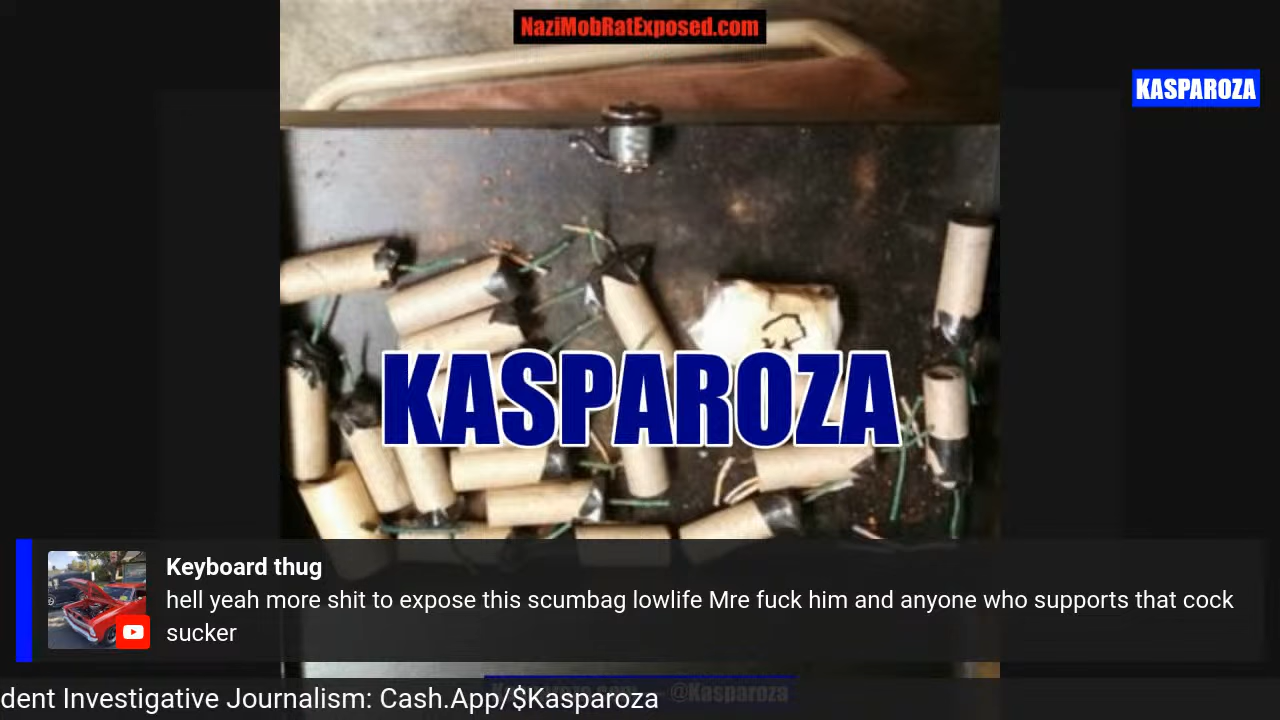 NaziMobRatExposed.com
KASPAROZA
KASPAROZA
Keyboard thug
hell yeah more shit to expose this scumbag lowlife Mre fuck him and anyone who supports that cock
sucker
@Kasparoza
dent Investigative Journalism: Cash.App/$Kasparoza